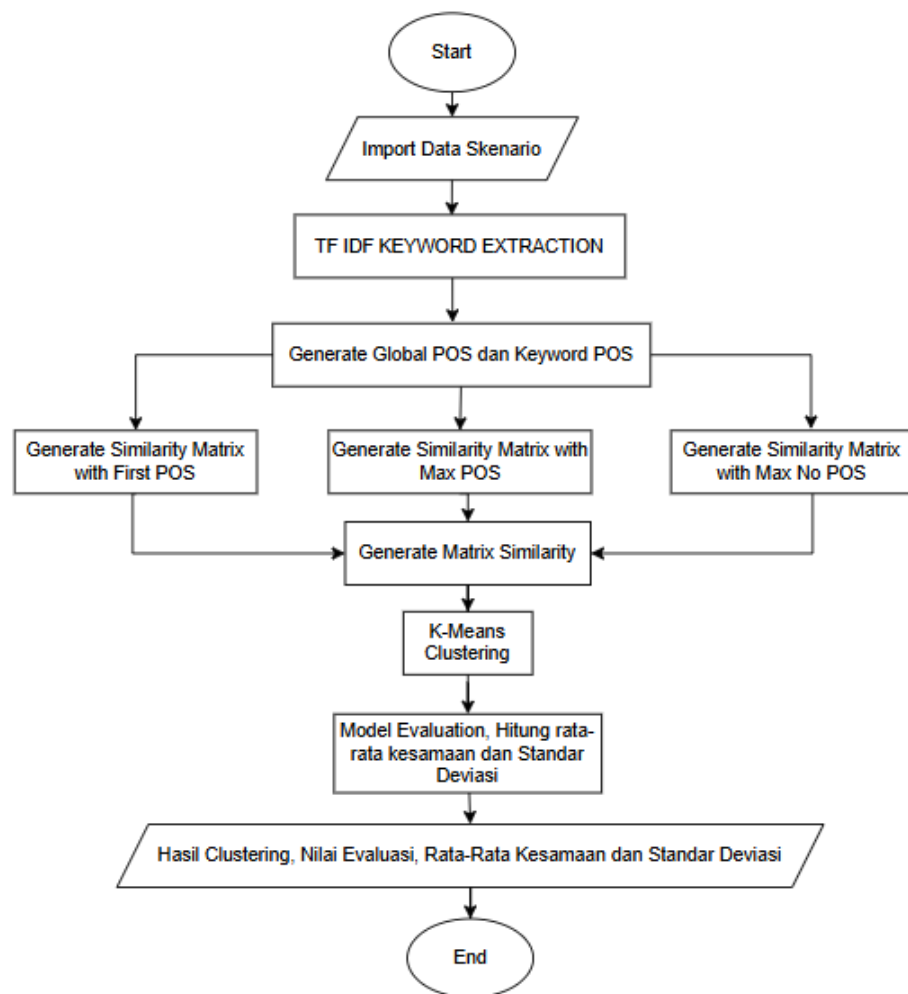 Start
Import Data Skenario
TF IDF KEYWORD EXTRACTION
Generate Global POS dan Keyword POS
Generate Similarity Matrix
with First POS
Generate Similarity Matrix with
Max POS
Generate Similarity Matrix
with Max No POS
Generate Matrix Similarity
K-Means
Clustering
Model Evaluation, Hitung rata-
rata kesamaan dan Standar
Deviasi
Hasil Clustering, Nilai Evaluasi, Rata-Rata Kesamaan dan Standar Deviasi
End